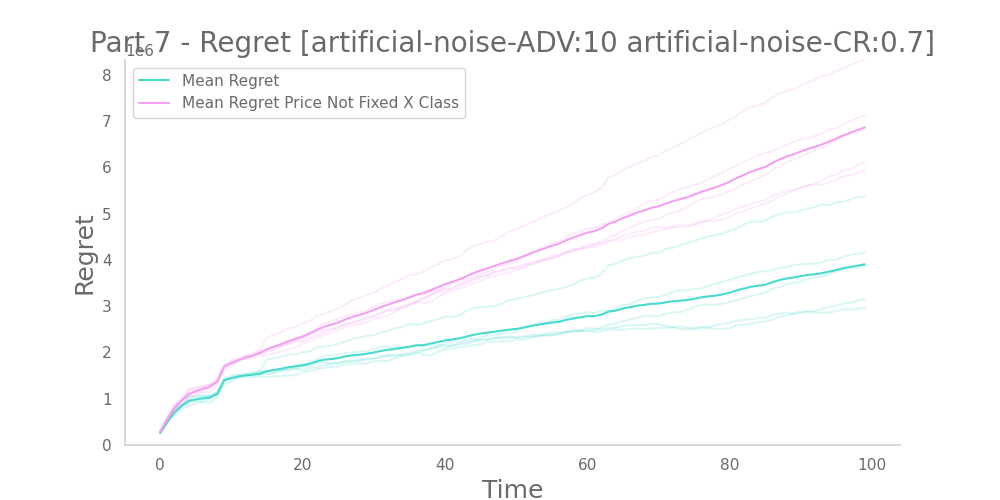 Part 7 - Regret [artificial-noise-ADV:10 artificial-noise-CR:0.7]
1e6
Mean Regret
Mean Regret Price Not Fixed X Class
8
7
6
5
4
3
2
1
0
Regret
0 20 40 60 80 100
Time